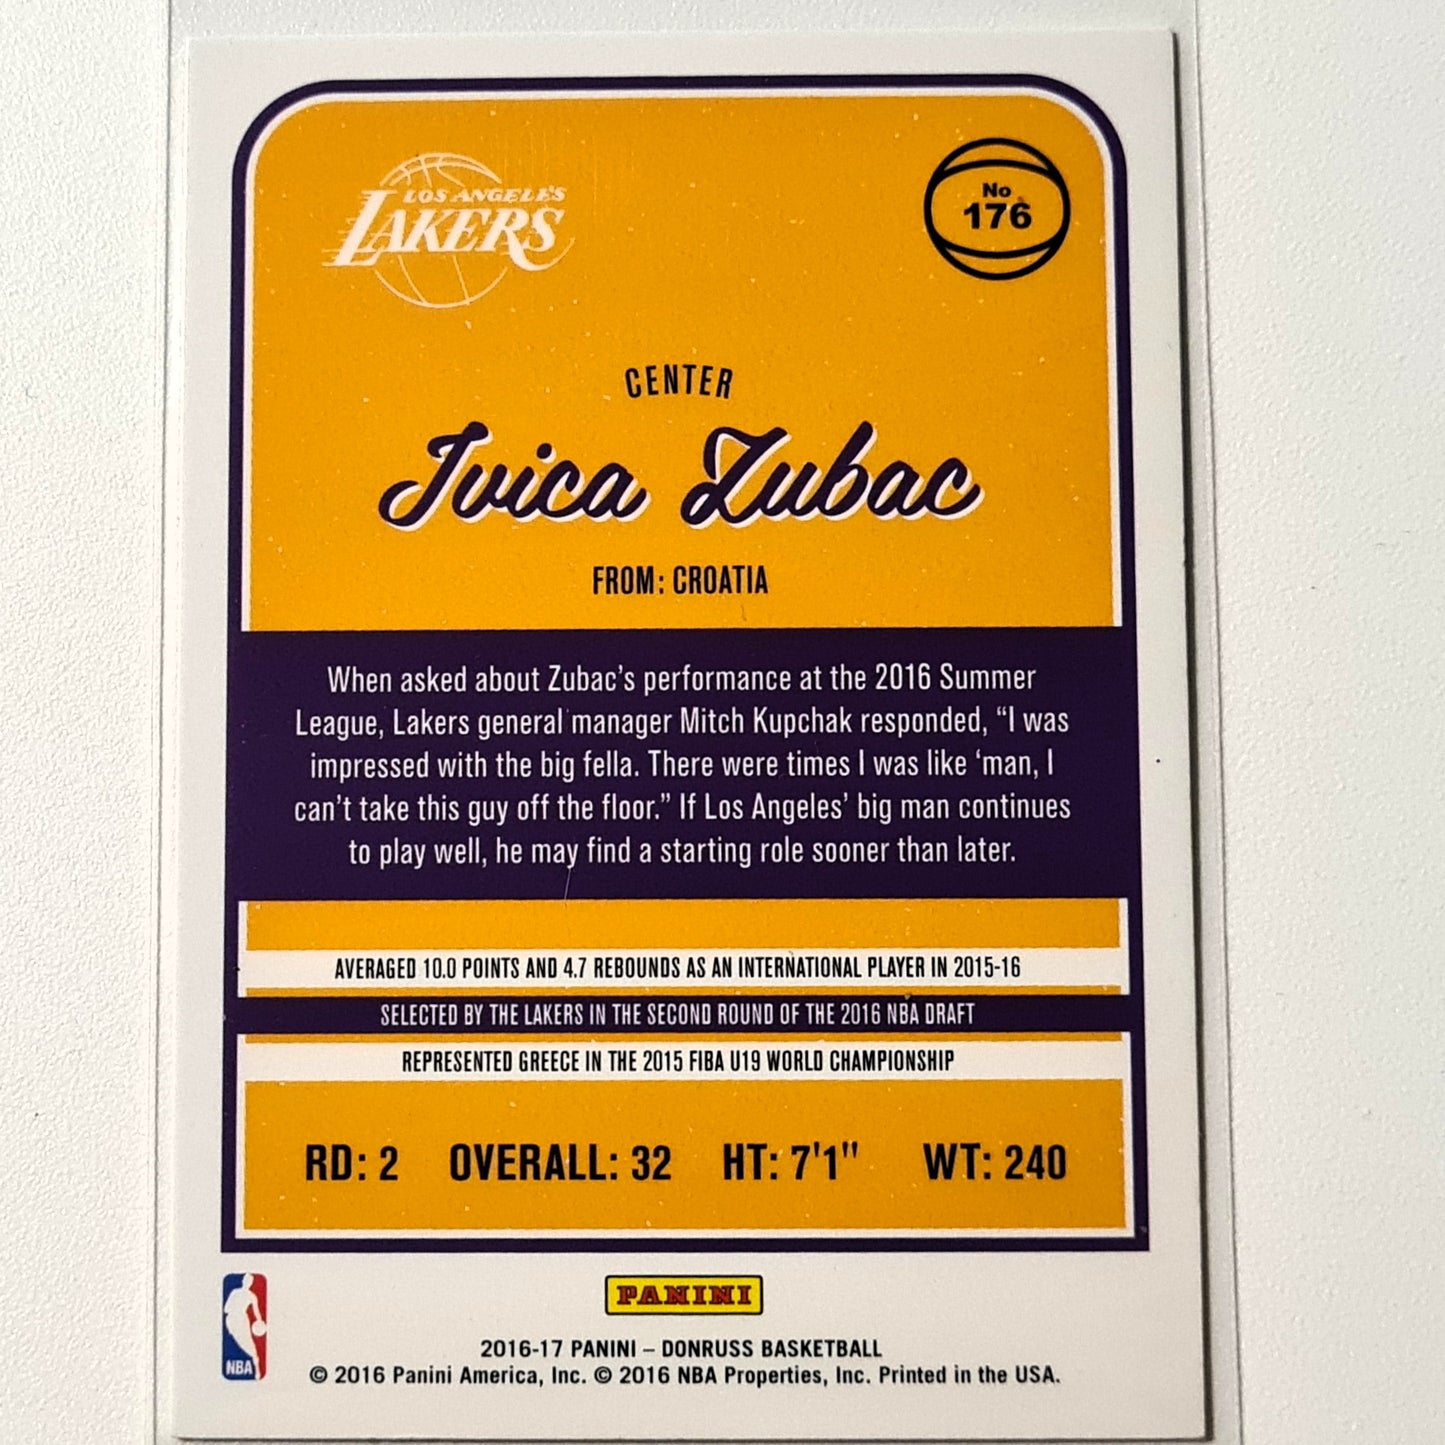 LOS ANGELES
LAKERS
No
176
CENTER
Ivica Zubac
FROM: CROATIA
When asked about Zubac's performance at the 2016 Summer
League, Lakers general manager Mitch Kupchak responded, “I was
impressed with the big fella. There were times I was like ‘man, I
can't take this guy off the floor.” If Los Angeles' big man continues
to play well, he may find a starting role sooner than later.
AVERAGED 10.0 POINTS AND 4.7 REBOUNDS AS AN INTERNATIONAL PLAYER IN 2015-16
SELECTED BY THE LAKERS IN THE SECOND ROUND OF THE 2016 NBA DRAFT
REPRESENTED GREECE IN THE 2015 FIBA U19 WORLD CHAMPIONSHIP
RD: 2 OVERALL: 32 HT: 7'1" WT: 240
NBA
PANINI
2016-17 PANINI – DONRUSS BASKETBALL
© 2016 Panini America, Inc. © 2016 NBA Properties, Inc. Printed in the USA.